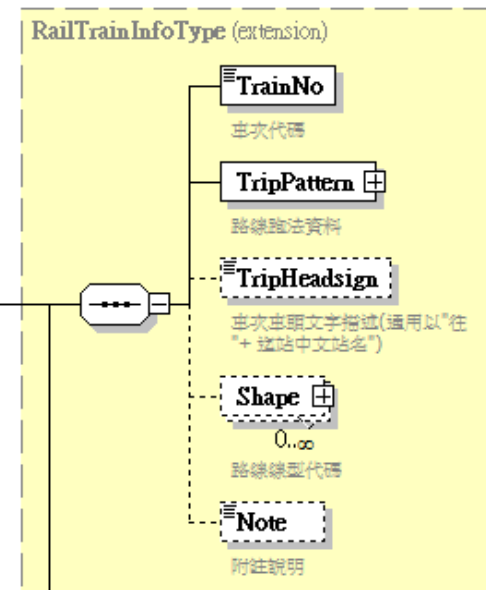 RailTrainInfoType (extension)
TrainNo
車次代碼
TripPattern
路線跑法資料
TripHeadsign
車次車頭文字描述(通用以"往
"+ 迄站中文站名")
Shape
0..∞
路線線型代碼
Note
附註說明